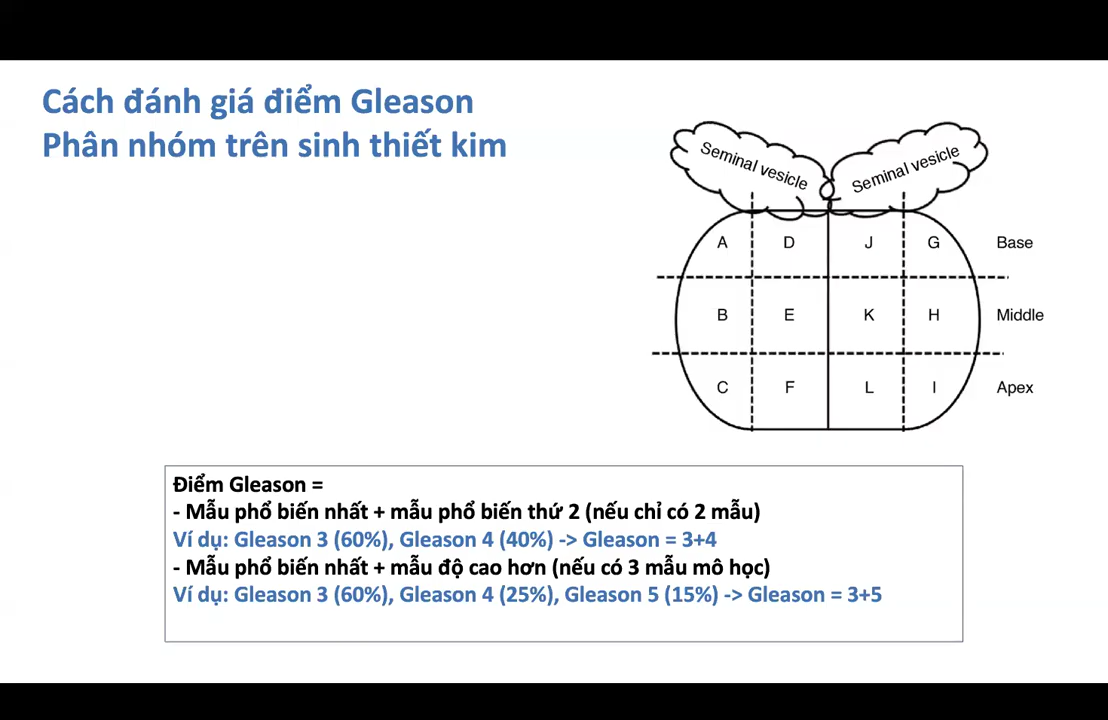 Cách đánh giá điểm Gleason
Phân nhóm trên sinh thiết kim
Seminal vesicle
Seminal vesicle
A D J G Base
B E K H Middle
C F L I Apex
Điểm Gleason =
- Mẫu phổ biến nhất + mẫu phổ biến thứ 2 (nếu chỉ có 2 mẫu)
Ví dụ: Gleason 3 (60%), Gleason 4 (40%) -> Gleason = 3+4
- Mẫu phổ biến nhất + mẫu độ cao hơn (nếu có 3 mẫu mô học)
Ví dụ: Gleason 3 (60%), Gleason 4 (25%), Gleason 5 (15%) -> Gleason = 3+5